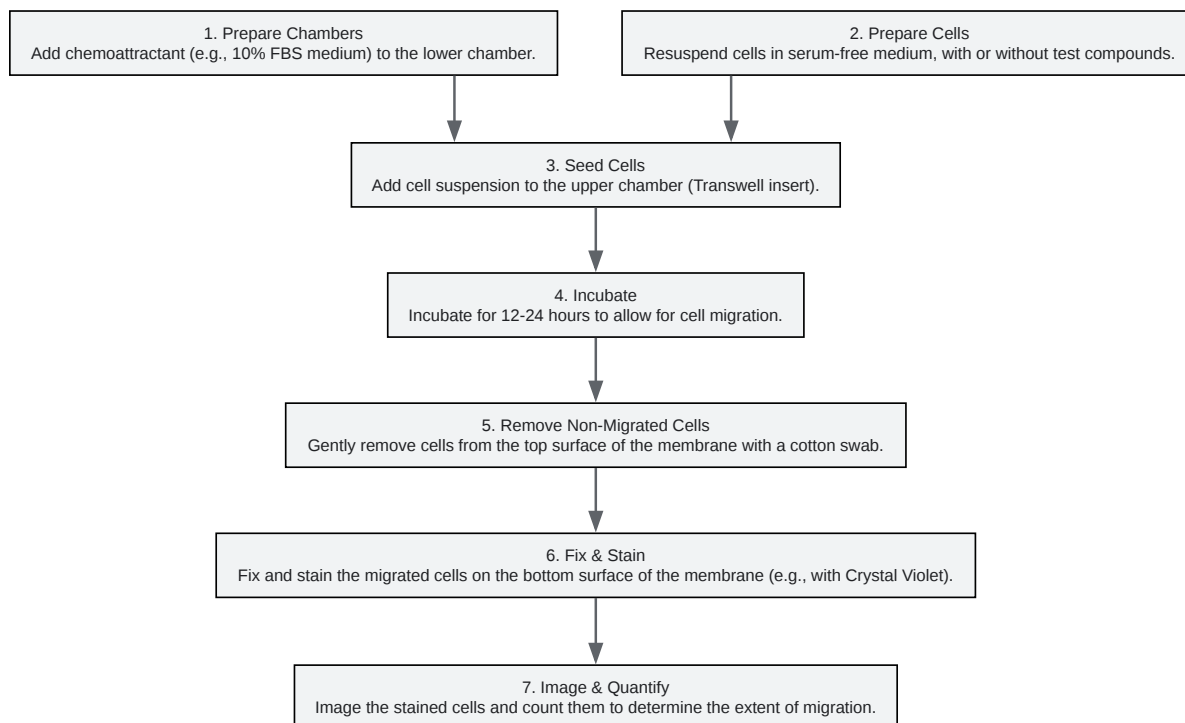 1. Prepare Chambers
Add chemoattractant (e.g., 10% FBS medium) to the lower chamber.
2. Prepare Cells
Resuspend cells in serum-free medium, with or without test compounds.
3. Seed Cells
Add cell suspension to the upper chamber (Transwell insert).
4. Incubate
Incubate for 12-24 hours to allow for cell migration.
5. Remove Non-Migrated Cells
Gently remove cells from the top surface of the membrane with a cotton swab.
6. Fix & Stain
Fix and stain the migrated cells on the bottom surface of the membrane (e.g., with Crystal Violet).
7. Image & Quantify
Image the stained cells and count them to determine the extent of migration.